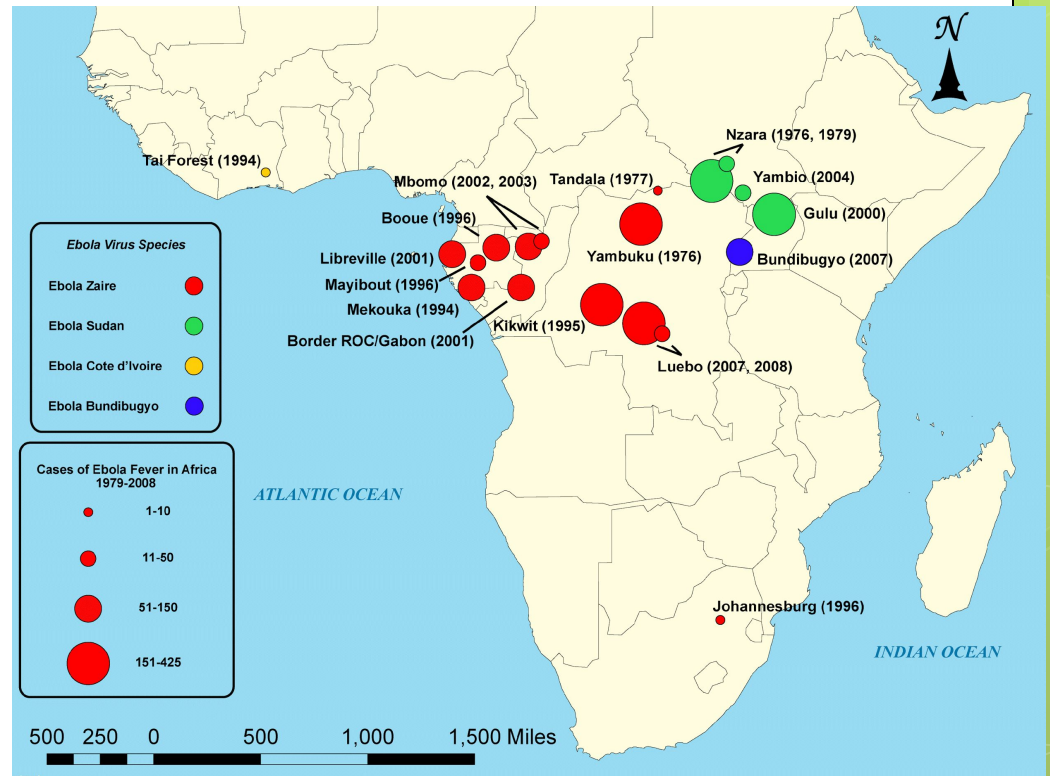 N
Nzara (1976, 1979)
Tai Forest (1994)
Tandala (1977)
Yambio (2004)
Mbomo (2002, 2003)
Booue (1996)
Gulu (2000)
Libreville (2001)
Yambuku (1976)
Bundibugyo (2007)
Mayibout (1996)
Mekouka (1994)
Kikwit (1995)
Border ROC/Gabon (2001)
Luebo (2007, 2008)
Ebola Virus Species
Ebola Zaire
Ebola Sudan
Ebola Cote d'Ivoire
Ebola Bundibugyo
Cases of Ebola Fever in Africa
1979-2008
1-10
11-50
51-150
151-425
ATLANTIC OCEAN
Johannesburg (1996)
INDIAN OCEAN
500 250 0 500 1,000 1,500 Miles